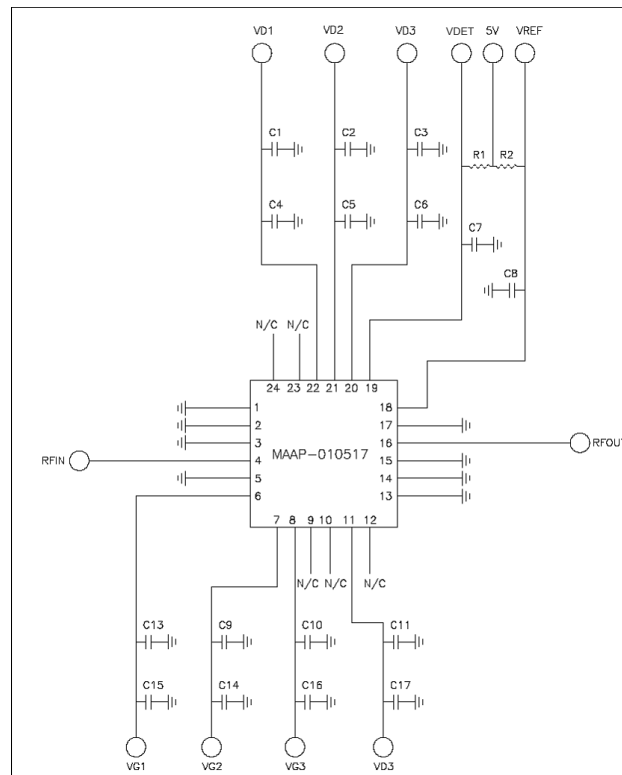 VD1 VD2 VD3 VDET 5V VREF
C1 C2 C3 R1 R2
C4 C5 C6 C7
C8
N/C N/C
24 23 22 21 20 19
1 18
2 17
3 MAAP-010517 16
RFIN 4 15 RFOUT
5 14
6 13
7 8 9 10 11 12
N/C N/C N/C
C13 C9 C10 C11
C15 C14 C16 C17
VG1 VG2 VG3 VD3